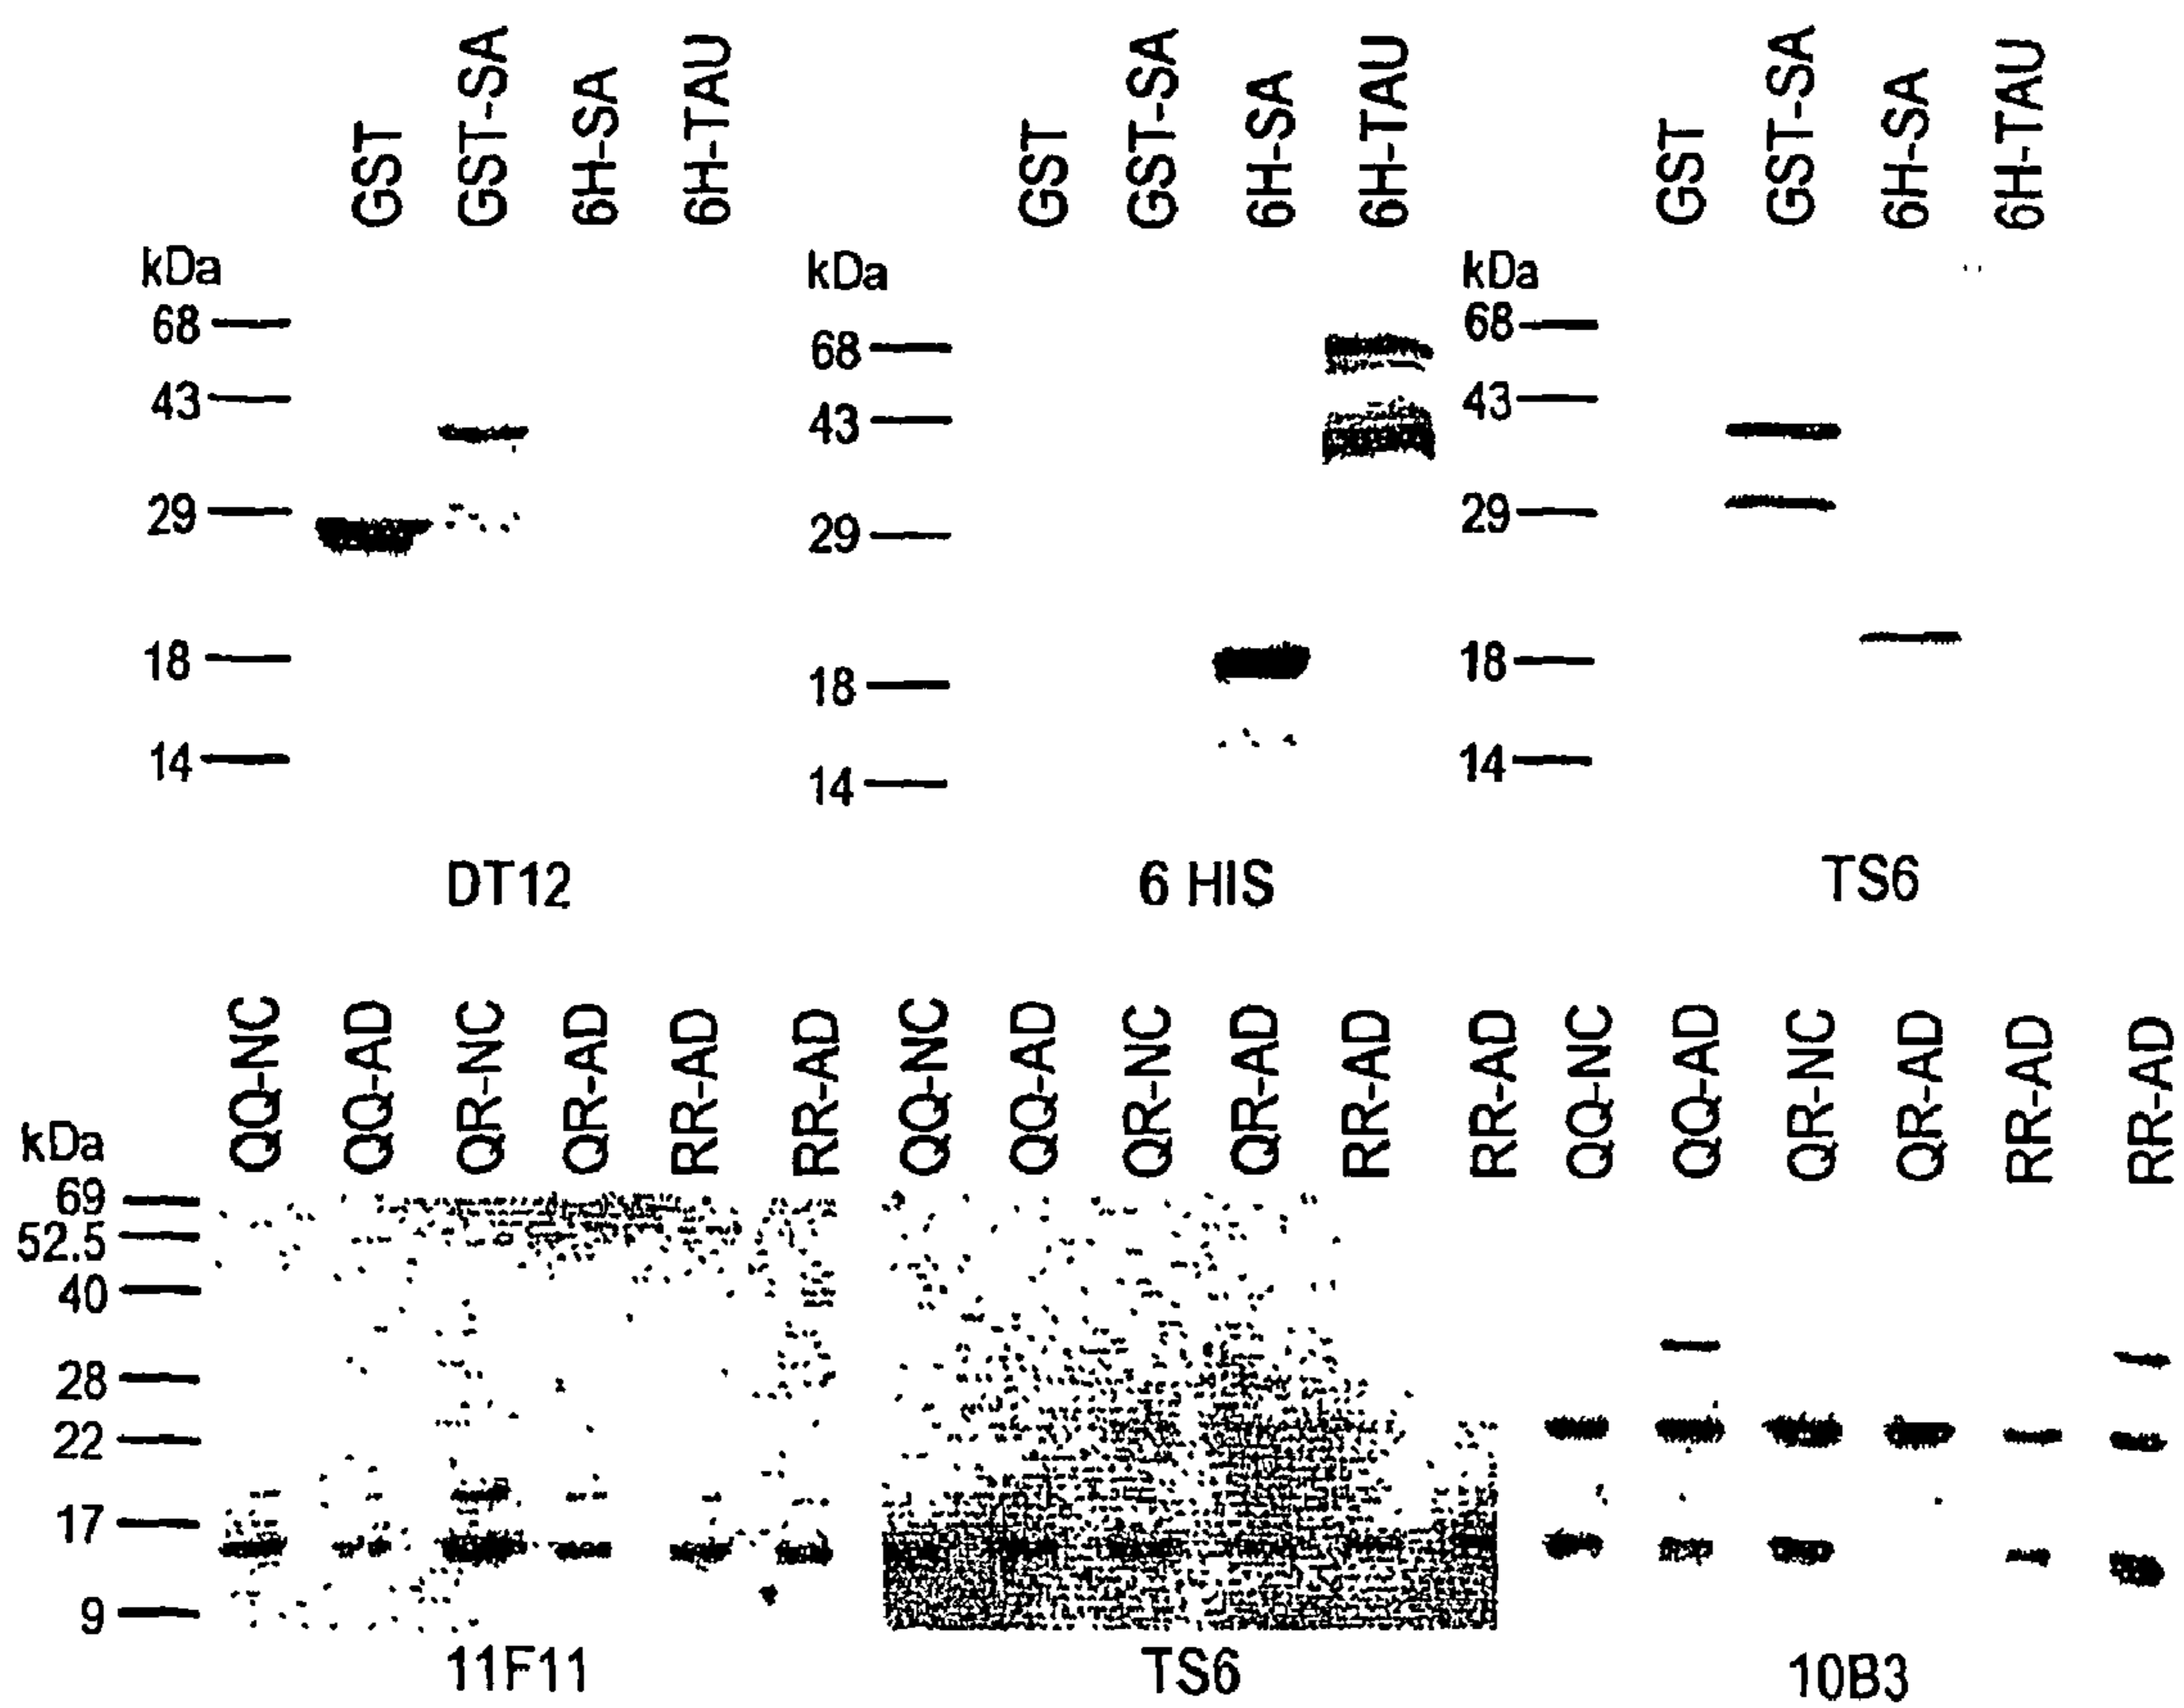 GST GST-SA 6H-SA 6H-TAU GST GST-SA 6H-SA 6H-TAU GST GST-SA 6H-SA 6H-TAU
kDa kDa kDa
68 68 68
43 43 43
29 29 29
18 18 18
14 14 14
DT12 6 HIS TS6
QQ-NC QQ-AD QR-NC QR-AD RR-AD RR-AD QQ-NC QQ-AD QR-NC QR-AD RR-AD RR-AD QQ-NC QQ-AD QR-NC QR-AD RR-AD RR-AD
kDa
69
52.5
40
28
22
17
9
11F11 TS6 10B3